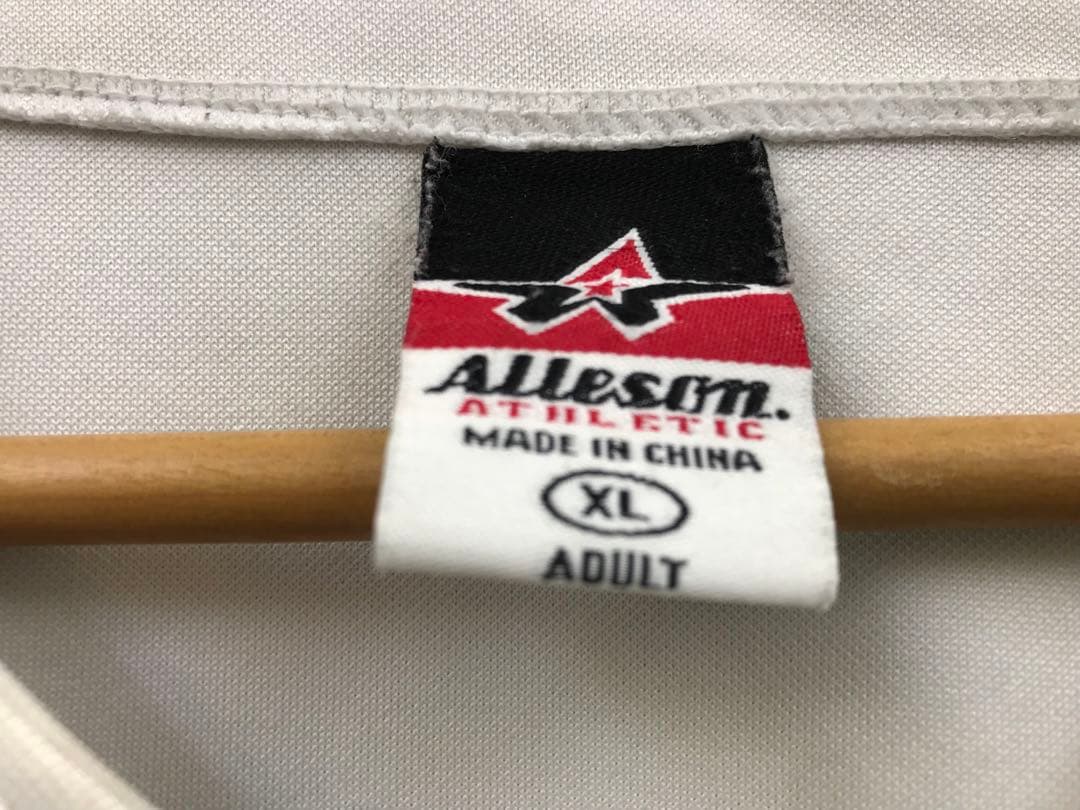 Alleson.
ATHLETIC
MADE IN CHINA
XL
ADULT